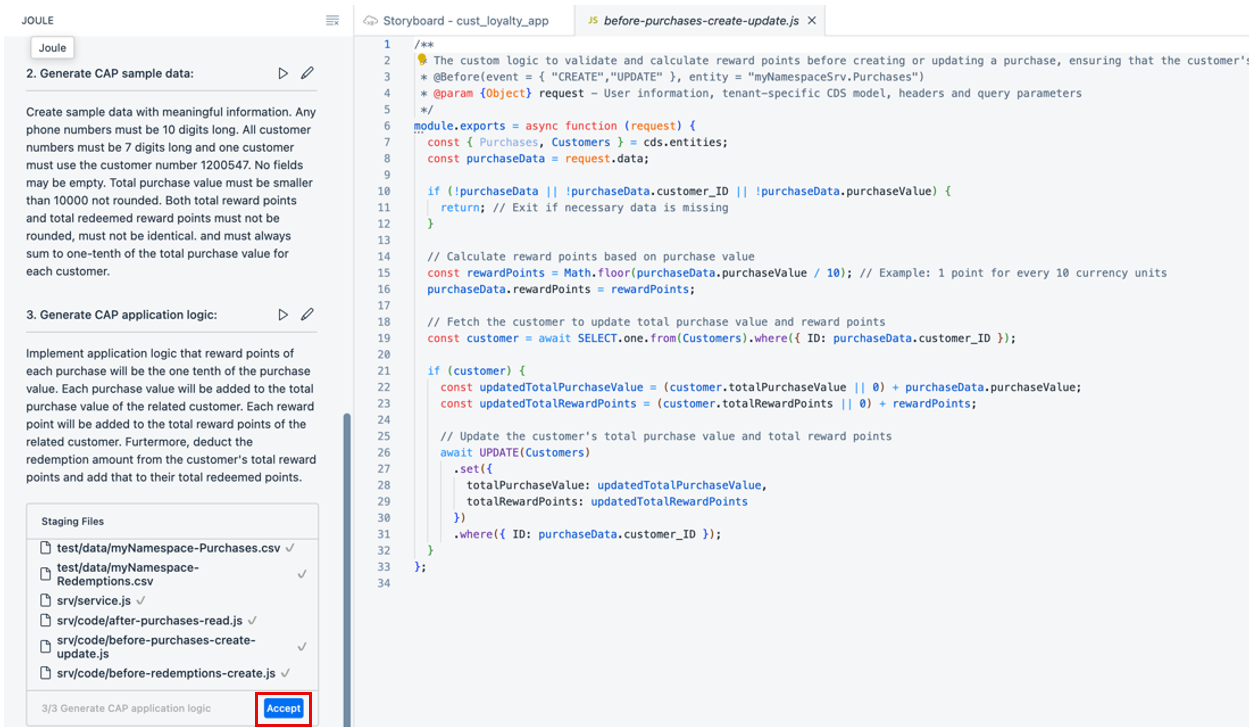 JOULE
Joule
2. Generate CAP sample data:
Create sample data with meaningful information. Any
phone numbers must be 10 digits long. All customer
numbers must be 7 digits long and one customer
must use the customer number 1200547. No fields
may be empty. Total purchase value must be smaller
than 10000 not rounded. Both total reward points
and total redeemed reward points must not be
rounded, must not be identical. and must always
sum to one-tenth of the total purchase value for
each customer.
3. Generate CAP application logic:
Implement application logic that reward points of
each purchase will be the one tenth of the purchase
value. Each purchase value will be added to the total
purchase value of the related customer. Each reward
point will be added to the total reward points of the
related customer. Furtermore, deduct the
redemption amount from the customer's total reward
points and add that to their total redeemed points.
Staging Files
test/data/myNamespace-Purchases.csv
test/data/myNamespace-
Redemptions.csv
srv/service.js
srv/code/after-purchases-read.js
srv/code/before-purchases-create-
update.js
srv/code/before-redemptions-create.js
3/3 Generate CAP application logic
Accept
Storyboard - cust_loyalty_app
JS before-purchases-create-update.js
1 /**
2 The custom logic to validate and calculate reward points before creating or updating a purchase, ensuring that the customer's
3 * @Before(event = { "CREATE","UPDATE" }, entity = "myNamespaceSrv.Purchases")
4 * @param {Object} request - User information, tenant-specific CDS model, headers and query parameters
5 */
6 module.exports = async function (request) {
7 const { Purchases, Customers } = cds.entities;
8 const purchaseData = request.data;
9
10 if (!purchaseData || !purchaseData.customer_ID || !purchaseData.purchaseValue) {
11 return; // Exit if necessary data is missing
12 }
13
14 // Calculate reward points based on purchase value
15 const rewardPoints = Math.floor(purchaseData.purchaseValue / 10); // Example: 1 point for every 10 currency units
16 purchaseData.rewardPoints = rewardPoints;
17
18 // Fetch the customer to update total purchase value and reward points
19 const customer = await SELECT.one.from(Customers).where({ ID: purchaseData.customer_ID });
20
21 if (customer) {
22 const updatedTotalPurchaseValue = (customer.totalPurchaseValue || 0) + purchaseData.purchaseValue;
23 const updatedTotalRewardPoints = (customer.totalRewardPoints || 0) + rewardPoints;
24
25 // Update the customer's total purchase value and total reward points
26 await UPDATE(Customers)
27 .set({
28 totalPurchaseValue: updatedTotalPurchaseValue,
29 totalRewardPoints: updatedTotalRewardPoints
30 })
31 .where({ ID: purchaseData.customer_ID });
32 }
33 };
34